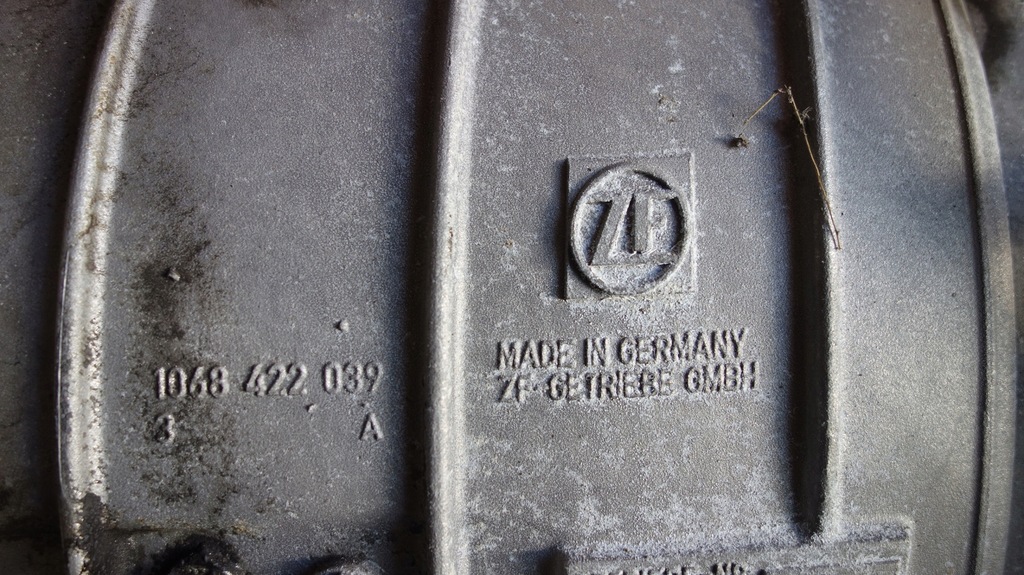 1068 422 039
3 A
ZF
MADE IN GERMANY
ZF-GETRIEBE GMBH